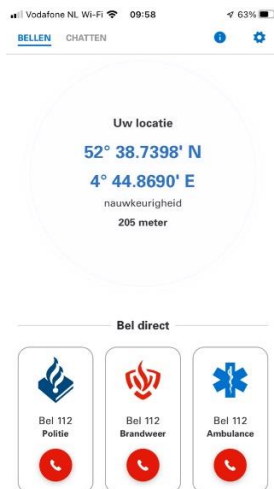 Vodafone NL Wi-Fi 09:58 63%
BELLEN CHATTEN
Uw locatie
52° 38.7398' N
4° 44.8690' E
nauwkeurigheid
205 meter
Bel direct
Bel 112 Bel 112 Bel 112
Politie Brandweer Ambulance